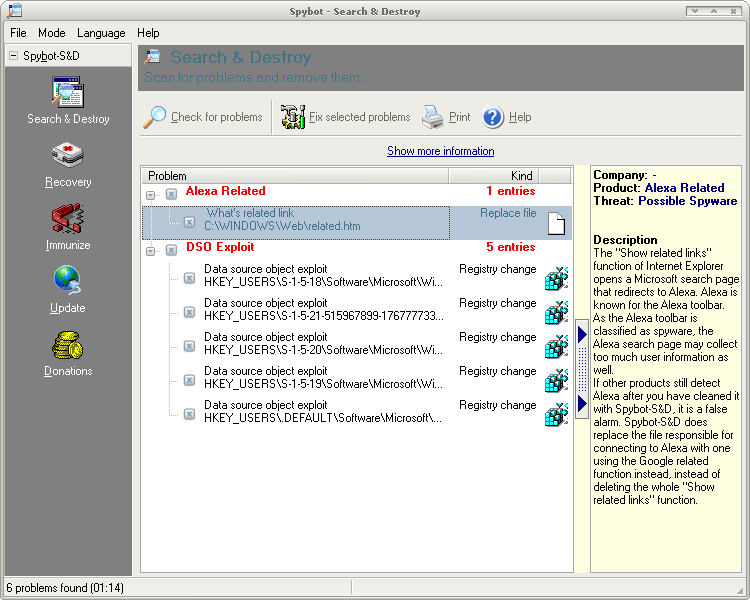 Spybot - Search & Destroy
File Mode Language Help
Spybot-S&D
Search & Destroy
Scan for problems and remove them.
Search & Destroy
Recovery
Immunize
Update
Donations
Check for problems Fix selected problems Print Help
Show more information
Problem Kind
Alexa Related 1 entries
What's related link Replace file
C:\WINDOWS\Web\related.htm
DSO Exploit 5 entries
Data source object exploit Registry change
HKEY_USERS\S-1-5-18\Software\Microsoft\Wi...
Data source object exploit Registry change
HKEY_USERS\S-1-5-21-515967899-176777733...
Data source object exploit Registry change
HKEY_USERS\S-1-5-20\Software\Microsoft\Wi...
Data source object exploit Registry change
HKEY_USERS\S-1-5-19\Software\Microsoft\Wi...
Data source object exploit Registry change
HKEY_USERS\.DEFAULT\Software\Microsoft\...
Company: -
Product: Alexa Related
Threat: Possible Spyware
Description
The "Show related links"
function of Internet Explorer
opens a Microsoft search page
that redirects to Alexa. Alexa is
known for the Alexa toolbar.
As the Alexa toolbar is
classified as spyware, the
Alexa search page may collect
too much user information as
well.
If other products still detect
Alexa after you have cleaned it
with Spybot-S&D, it is a false
alarm. Spybot-S&D does
replace the file responsible for
connecting to Alexa with one
using the Google related
function instead, instead of
deleting the whole "Show
related links" function.
6 problems found (01:14)